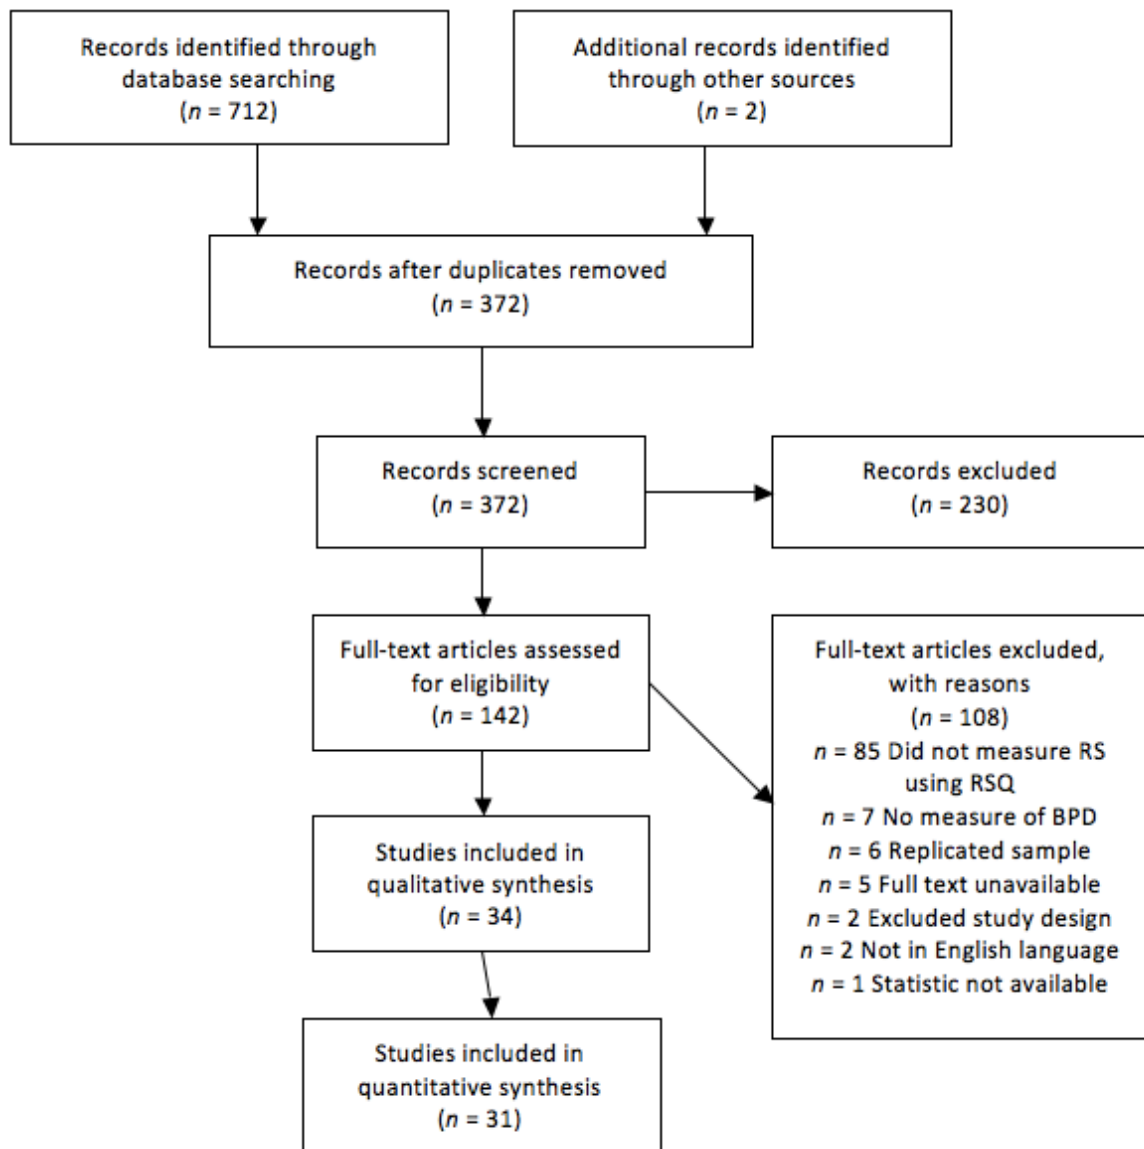 Records identified through
database searching
(n = 712)
Additional records identified
through other sources
(n = 2)
Records after duplicates removed
(n = 372)
Records screened
(n = 372)
Records excluded
(n = 230)
Full-text articles assessed
for eligibility
(n = 142)
Full-text articles excluded,
with reasons
(n = 108)
n = 85 Did not measure RS
using RSQ
n = 7 No measure of BPD
n = 6 Replicated sample
n = 5 Full text unavailable
n = 2 Excluded study design
n = 2 Not in English language
n = 1 Statistic not available
Studies included in
qualitative synthesis
(n = 34)
Studies included in
quantitative synthesis
(n = 31)